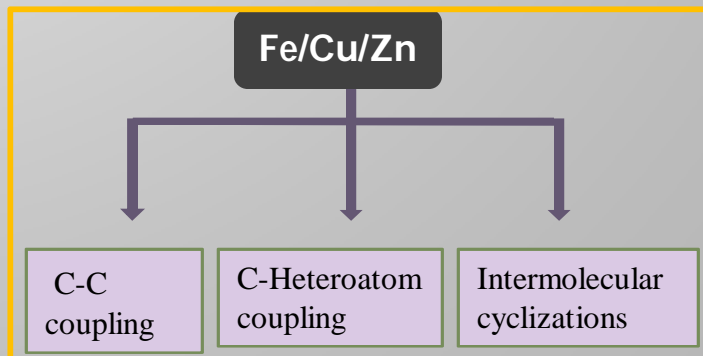 Fe/Cu/Zn
C-C
coupling
C-Heteroatom
coupling
Intermolecular
cyclizations